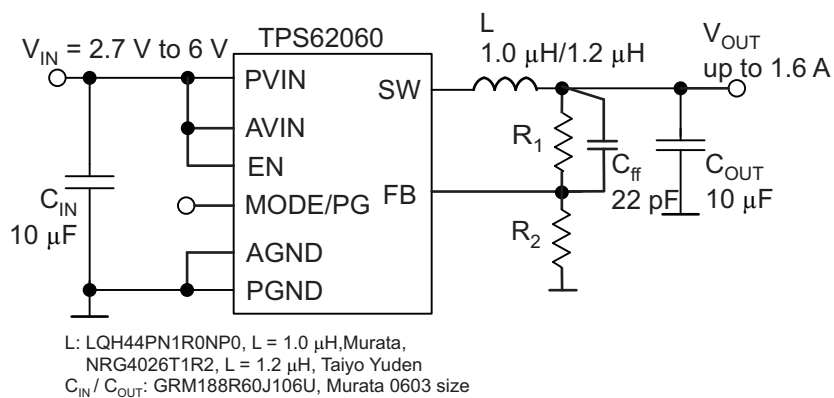 TPS62060
V_IN = 2.7 V to 6 V
L
1.0 μH/1.2 μH
V_OUT
up to 1.6 A
PVIN
SW
AVIN
R_1
EN
C_ff
22 pF
C_OUT
10 μF
C_IN
10 μF
MODE/PG
FB
R_2
AGND
PGND
L: LQH44PN1R0NP0, L = 1.0 μH,Murata,
NRG4026T1R2, L = 1.2 μH, Taiyo Yuden
C_IN / C_OUT: GRM188R60J106U, Murata 0603 size